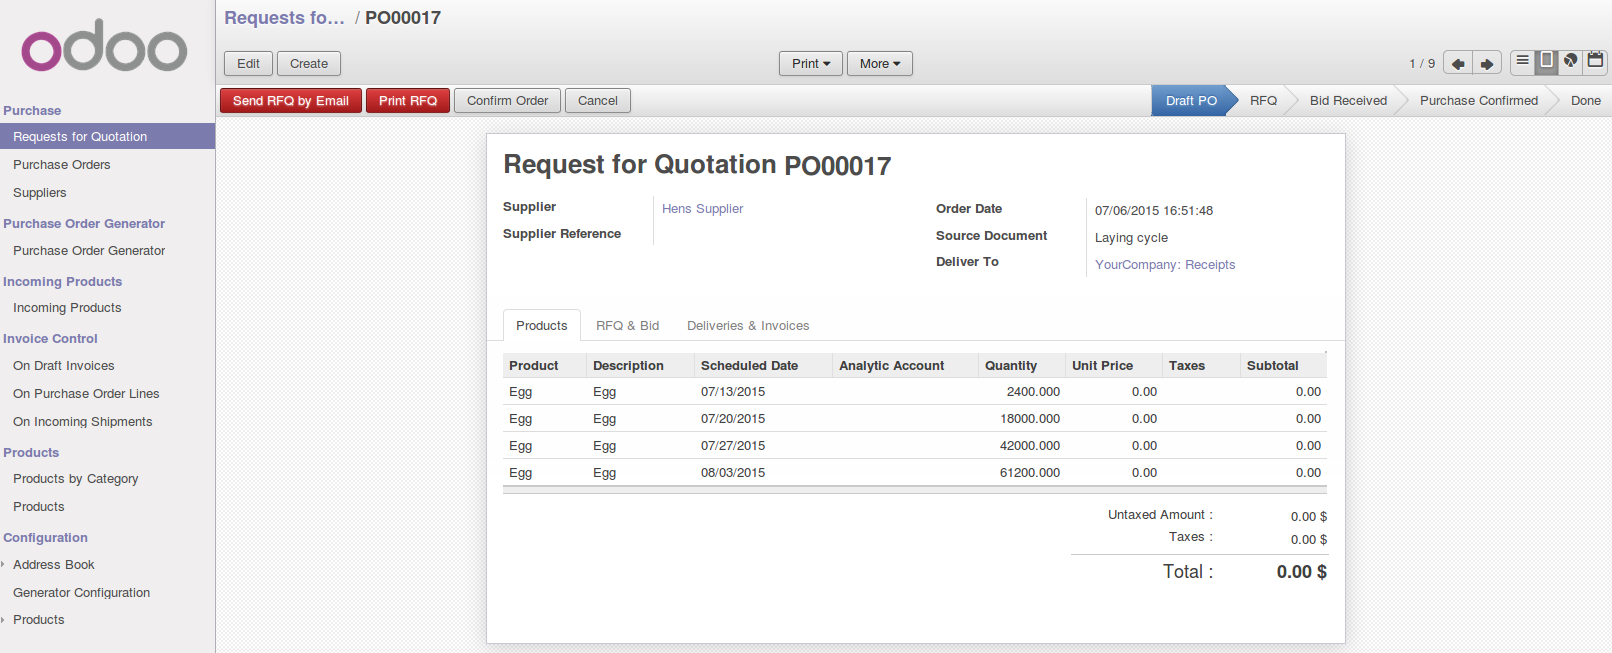 odoo
Requests fo... / PO00017
Edit Create Print More 1 / 9
Send RFQ by Email Print RFQ Confirm Order Cancel Draft PO RFQ Bid Received Purchase Confirmed Done
Purchase
Requests for Quotation
Purchase Orders
Suppliers
Purchase Order Generator
Purchase Order Generator
Incoming Products
Incoming Products
Invoice Control
On Draft Invoices
On Purchase Order Lines
On Incoming Shipments
Products
Products by Category
Products
Configuration
Address Book
Generator Configuration
Products
Request for Quotation PO00017
Supplier Hens Supplier
Supplier Reference
Order Date 07/06/2015 16:51:48
Source Document Laying cycle
Deliver To YourCompany: Receipts
Products RFQ & Bid Deliveries & Invoices
Product Description Scheduled Date Analytic Account Quantity Unit Price Taxes Subtotal
Egg Egg 07/13/2015 2400.000 0.00 0.00
Egg Egg 07/20/2015 18000.000 0.00 0.00
Egg Egg 07/27/2015 42000.000 0.00 0.00
Egg Egg 08/03/2015 61200.000 0.00 0.00
Untaxed Amount : 0.00 $
Taxes : 0.00 $
Total : 0.00 $